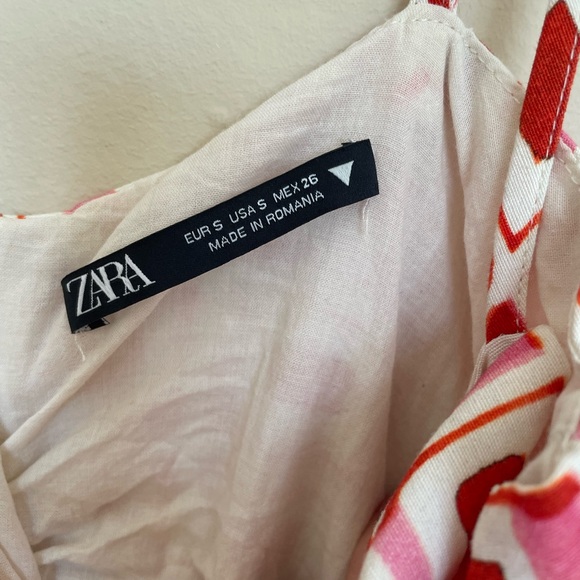 ZARA
EUR S USA S MEX 26
MADE IN ROMANIA